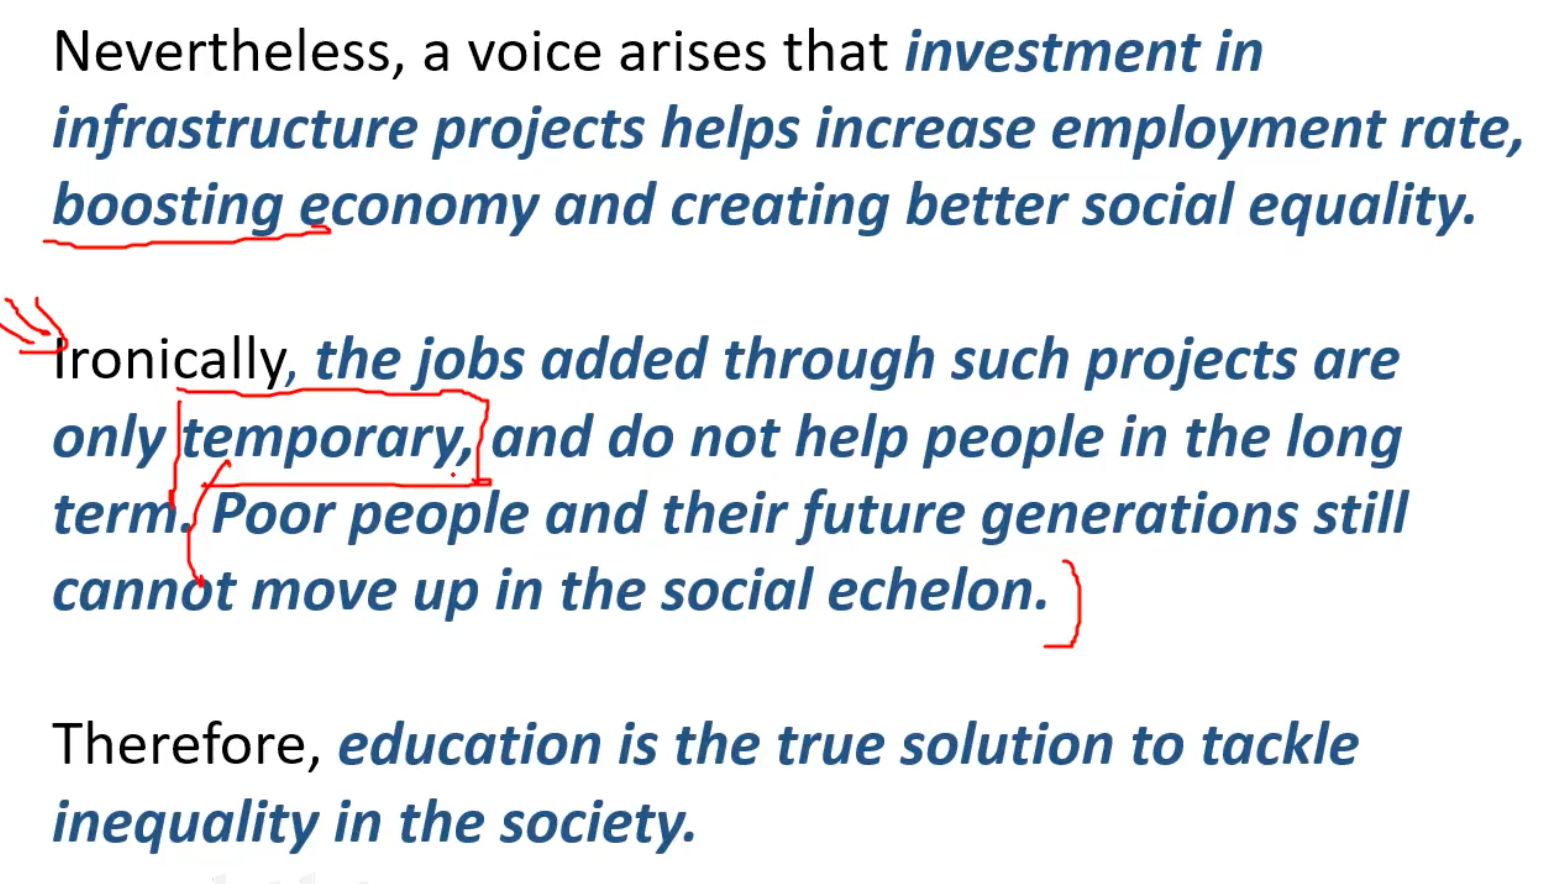 Nevertheless, a voice arises that investment in
infrastructure projects helps increase employment rate,
boosting economy and creating better social equality.
Ironically, the jobs added through such projects are
only temporary, and do not help people in the long
term. Poor people and their future generations still
cannot move up in the social echelon.
Therefore, education is the true solution to tackle
inequality in the society.